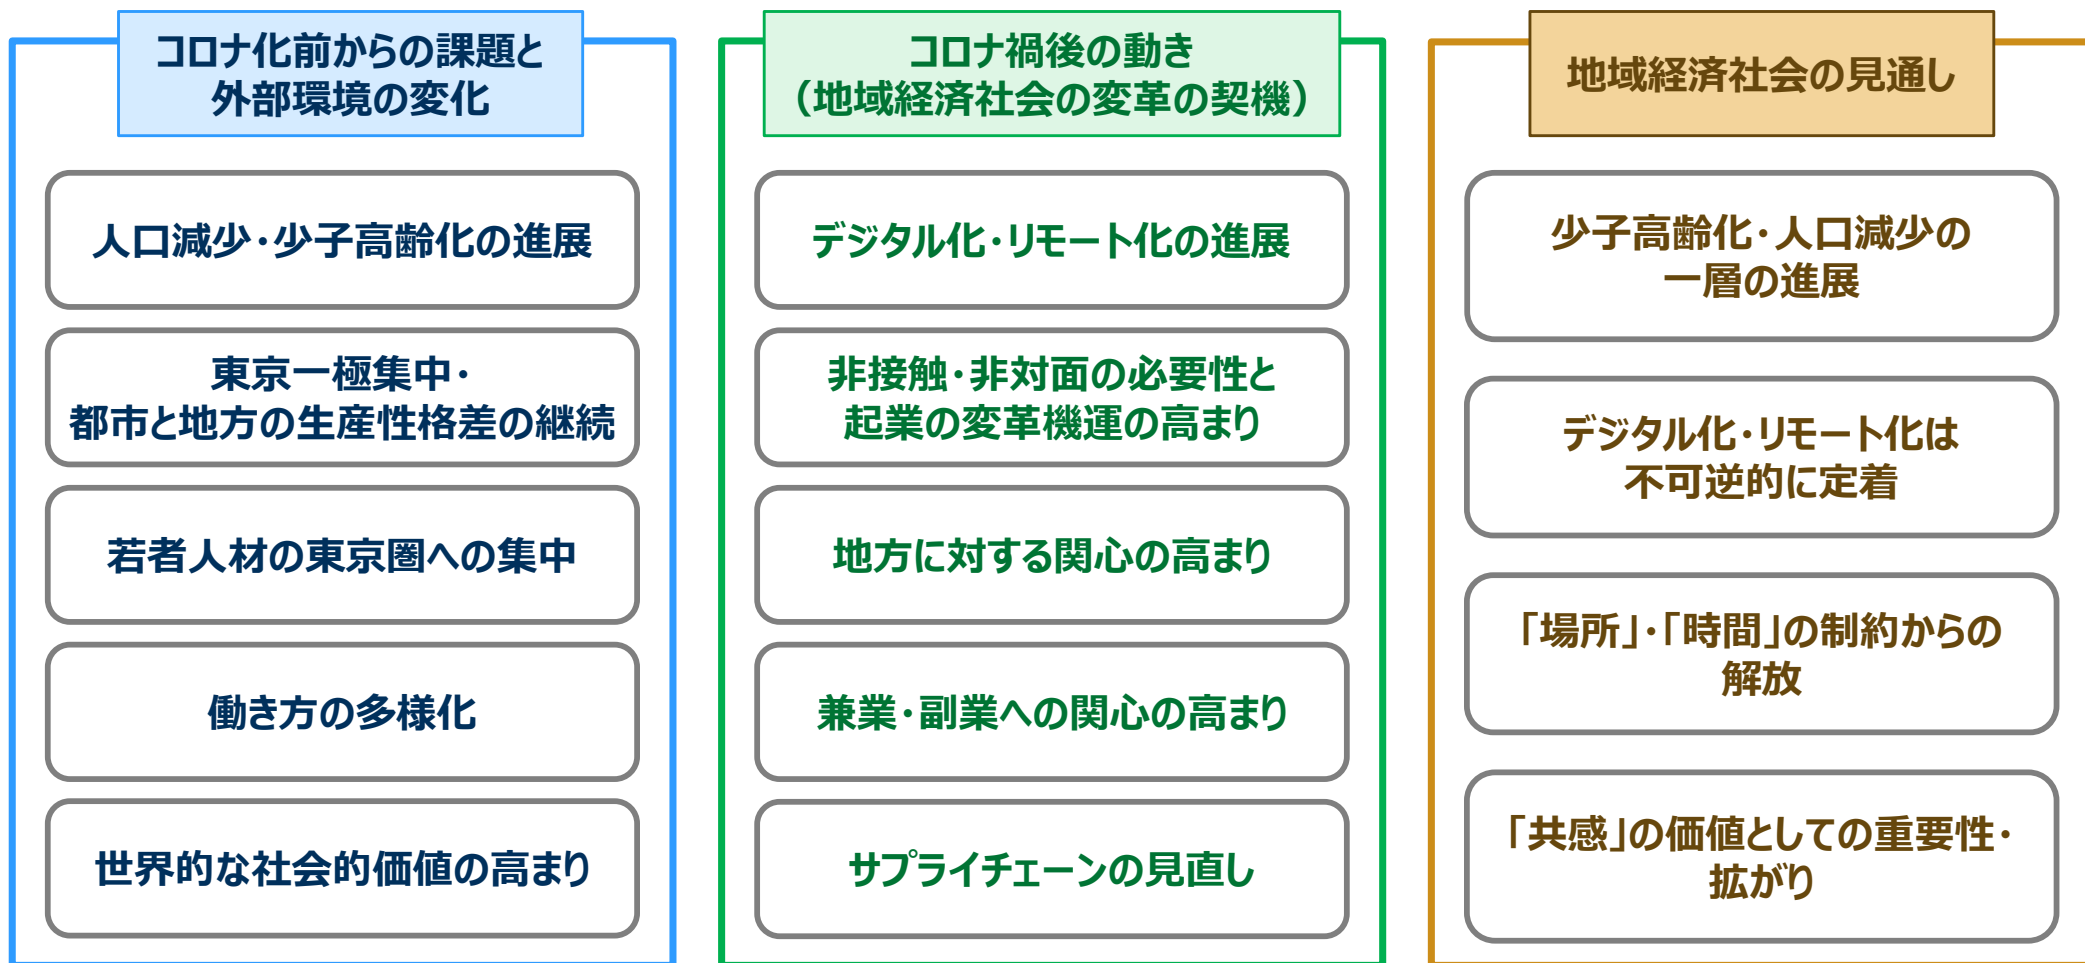 コロナ化前からの課題と
外部環境の変化
人口減少・少子高齢化の進展
東京一極集中・
都市と地方の生産性格差の継続
若者人材の東京圏への集中
働き方の多様化
世界的な社会的価値の高まり
コロナ禍後の動き
（地域経済社会の変革の契機）
デジタル化・リモート化の進展
非接触・非対面の必要性と
起業の変革機運の高まり
地方に対する関心の高まり
兼業・副業への関心の高まり
サプライチェーンの見直し
地域経済社会の見通し
少子高齢化・人口減少の
一層の進展
デジタル化・リモート化は
不可逆的に定着
「場所」・「時間」の制約からの
解放
「共感」の価値としての重要性・
拡がり